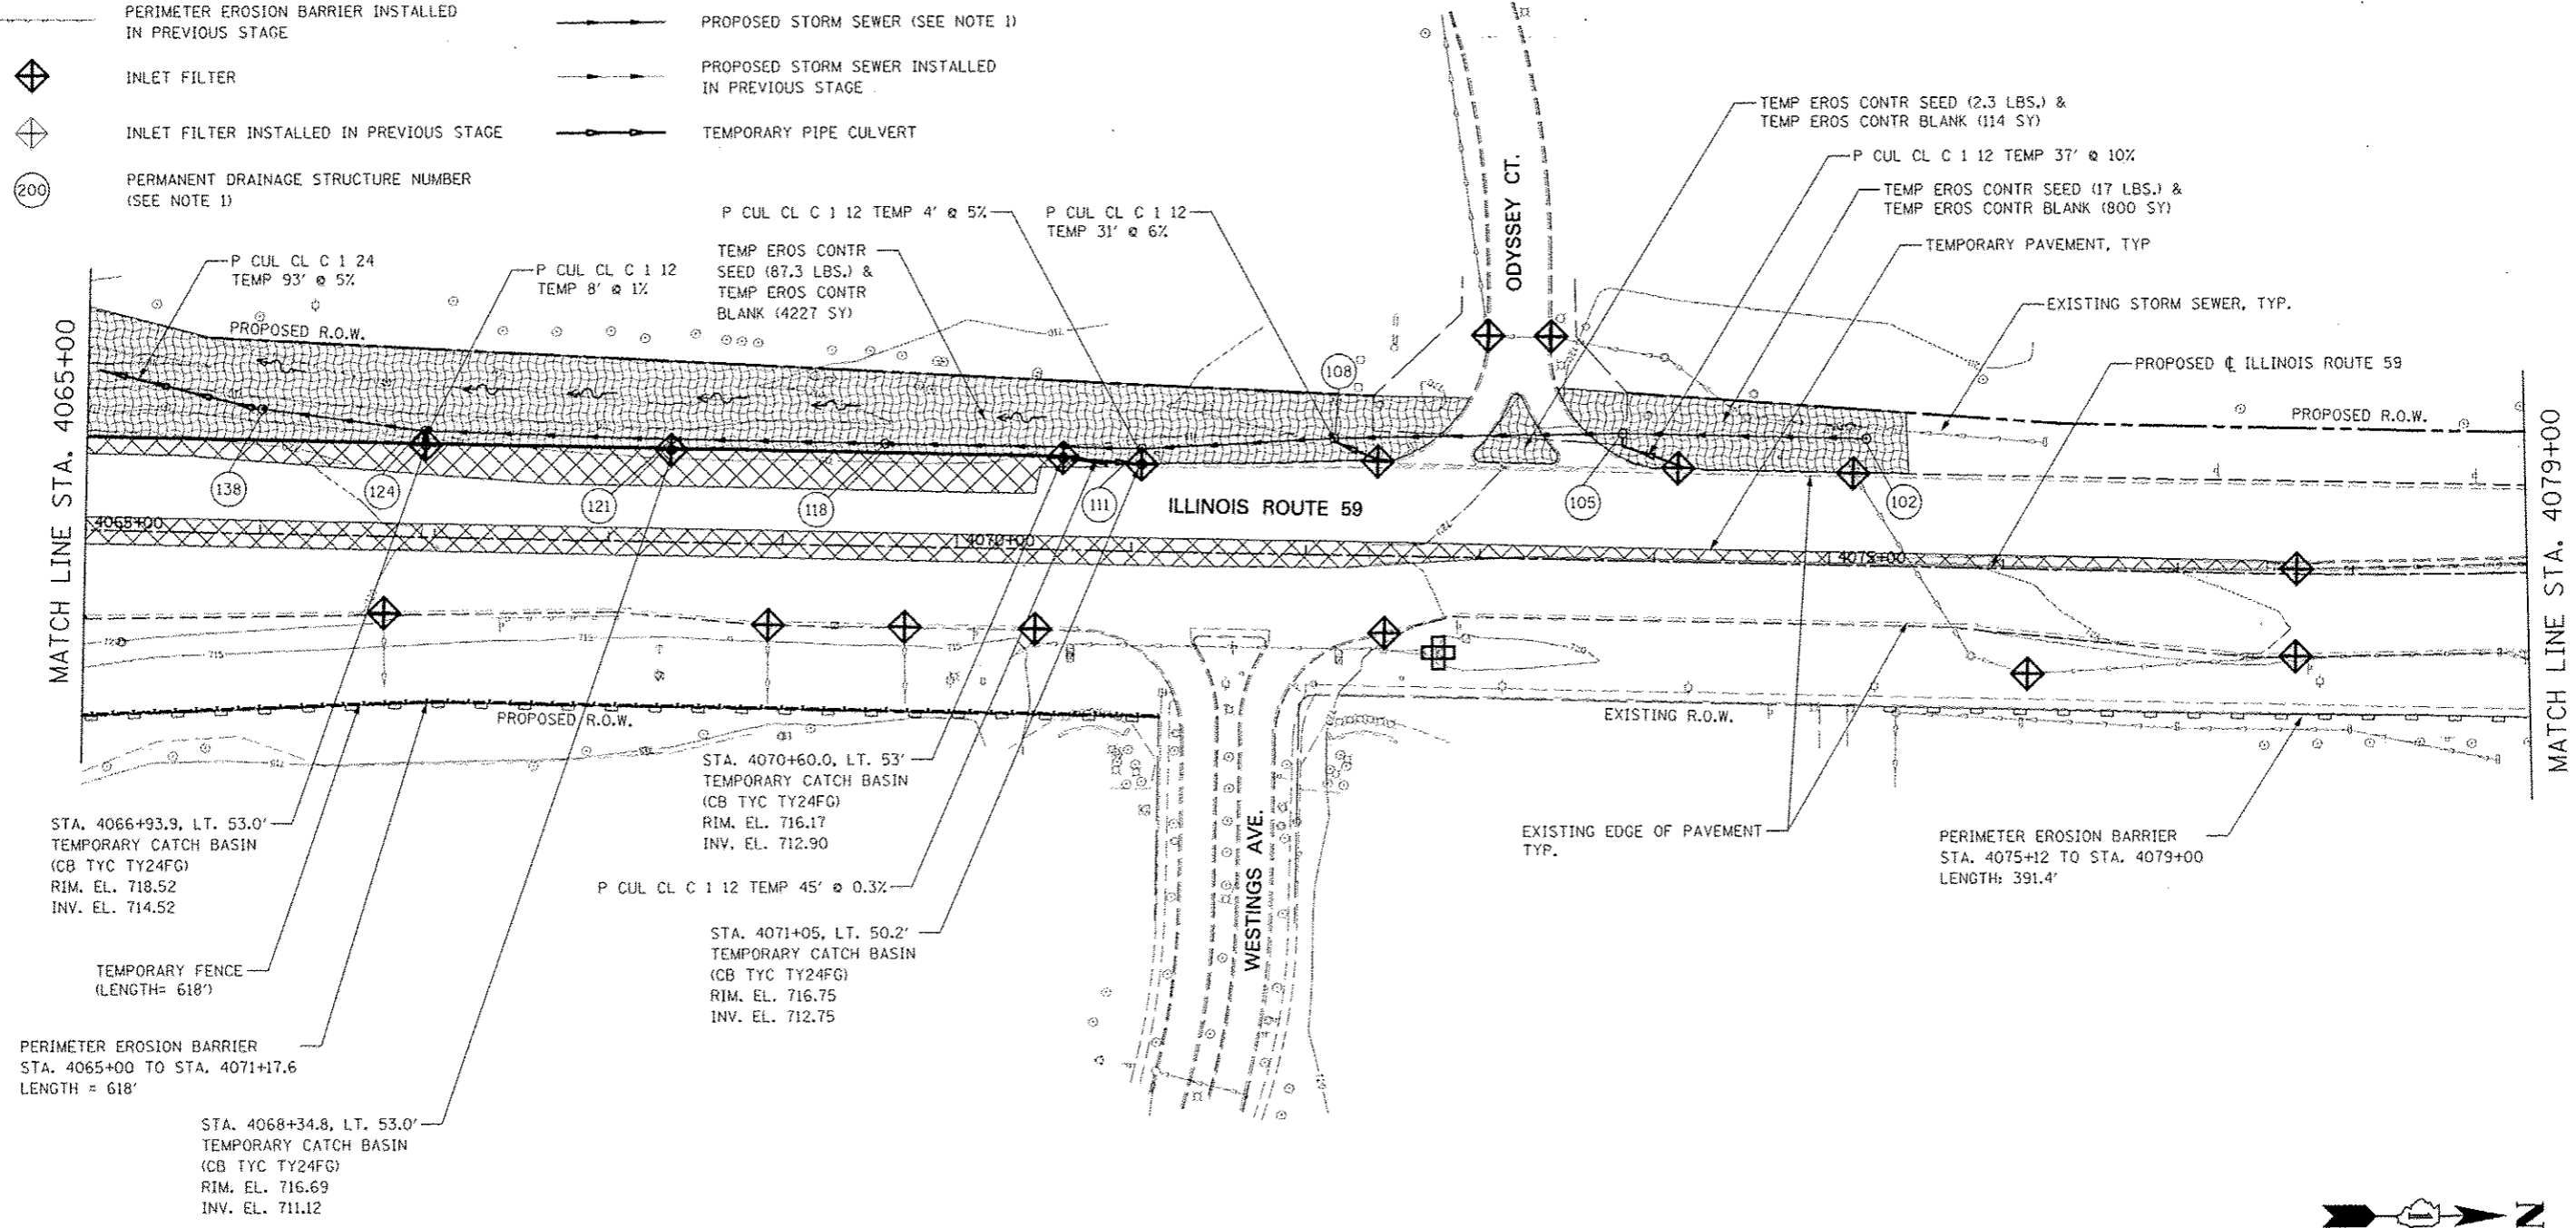 PERIMETER EROSION BARRIER INSTALLED
IN PREVIOUS STAGE
INLET FILTER
INLET FILTER INSTALLED IN PREVIOUS STAGE
200
PERMANENT DRAINAGE STRUCTURE NUMBER
(SEE NOTE 1)
PROPOSED STORM SEWER (SEE NOTE 1)
PROPOSED STORM SEWER INSTALLED
IN PREVIOUS STAGE
TEMPORARY PIPE CULVERT
TEMP EROS CONTR SEED (2.3 LBS.) &
TEMP EROS CONTR BLANK (114 SY)
P CUL CL C 1 12 TEMP 37' @ 10%
TEMP EROS CONTR SEED (17 LBS.) &
TEMP EROS CONTR BLANK (800 SY)
TEMPORARY PAVEMENT, TYP
EXISTING STORM SEWER, TYP.
PROPOSED ℄ ILLINOIS ROUTE 59
PROPOSED R.O.W.
ODYSSEY CT.
P CUL CL C 1 12 TEMP 4' @ 5%
P CUL CL C 1 12
TEMP 31' @ 6%
TEMP EROS CONTR
SEED (87.3 LBS.) &
TEMP EROS CONTR
BLANK (4227 SY)
P CUL CL C 1 24
TEMP 93' @ 5%
P CUL CL C 1 12
TEMP 8' @ 1%
PROPOSED R.O.W.
MATCH LINE STA. 4065+00
MATCH LINE STA. 4079+00
108
138
124
121
118
111
105
102
ILLINOIS ROUTE 59
4065+00
4070+00
4075+00
720
715
715
715
720
PROPOSED R.O.W.
EXISTING R.O.W.
WESTINGS AVE.
STA. 4066+93.9, LT. 53.0'
TEMPORARY CATCH BASIN
(CB TYC TY24FG)
RIM. EL. 718.52
INV. EL. 714.52
TEMPORARY FENCE
(LENGTH= 618')
PERIMETER EROSION BARRIER
STA. 4065+00 TO STA. 4071+17.6
LENGTH = 618'
STA. 4068+34.8, LT. 53.0'
TEMPORARY CATCH BASIN
(CB TYC TY24FG)
RIM. EL. 716.69
INV. EL. 711.12
STA. 4070+60.0, LT. 53'
TEMPORARY CATCH BASIN
(CB TYC TY24FG)
RIM. EL. 716.17
INV. EL. 712.90
P CUL CL C 1 12 TEMP 45' @ 0.3%
STA. 4071+05, LT. 50.2'
TEMPORARY CATCH BASIN
(CB TYC TY24FG)
RIM. EL. 716.75
INV. EL. 712.75
EXISTING EDGE OF PAVEMENT
TYP.
PERIMETER EROSION BARRIER
STA. 4075+12 TO STA. 4079+00
LENGTH: 391.4'
N